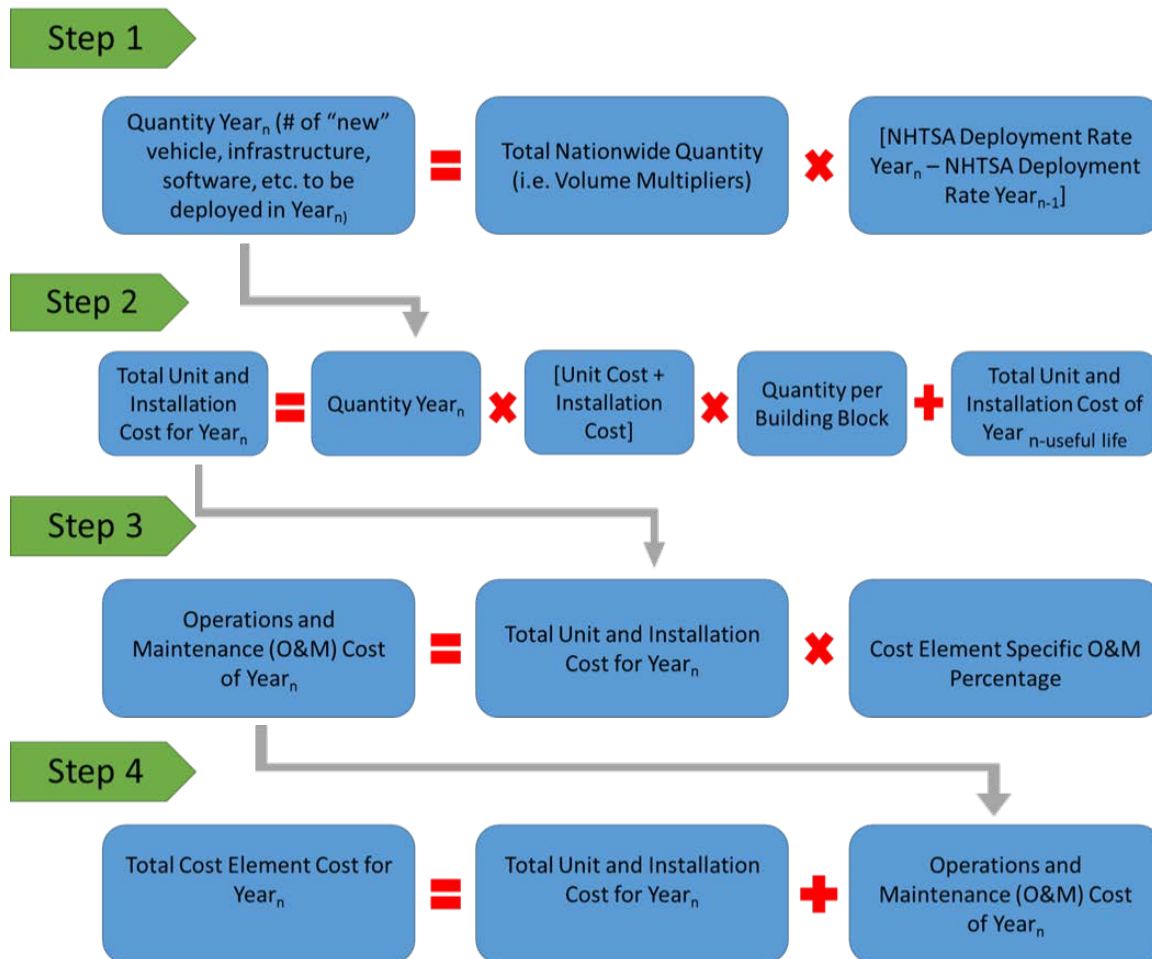 Step 1
Quantity Yearₙ (# of “new”
vehicle, infrastructure,
software, etc. to be
deployed in Yearₙ₎
=
Total Nationwide Quantity
(i.e. Volume Multipliers)
×
[NHTSA Deployment Rate
Yearₙ – NHTSA Deployment
Rate Yearₙ₋₁]
Step 2
Total Unit and
Installation
Cost for Yearₙ
=
Quantity Yearₙ
×
[Unit Cost +
Installation
Cost]
×
Quantity per
Building Block
+
Total Unit and
Installation Cost of
Year n-useful life
Step 3
Operations and
Maintenance (O&M) Cost
of Yearₙ
=
Total Unit and Installation
Cost for Yearₙ
×
Cost Element Specific O&M
Percentage
Step 4
Total Cost Element Cost for
Yearₙ
=
Total Unit and Installation
Cost for Yearₙ
+
Operations and
Maintenance (O&M) Cost
of Yearₙ